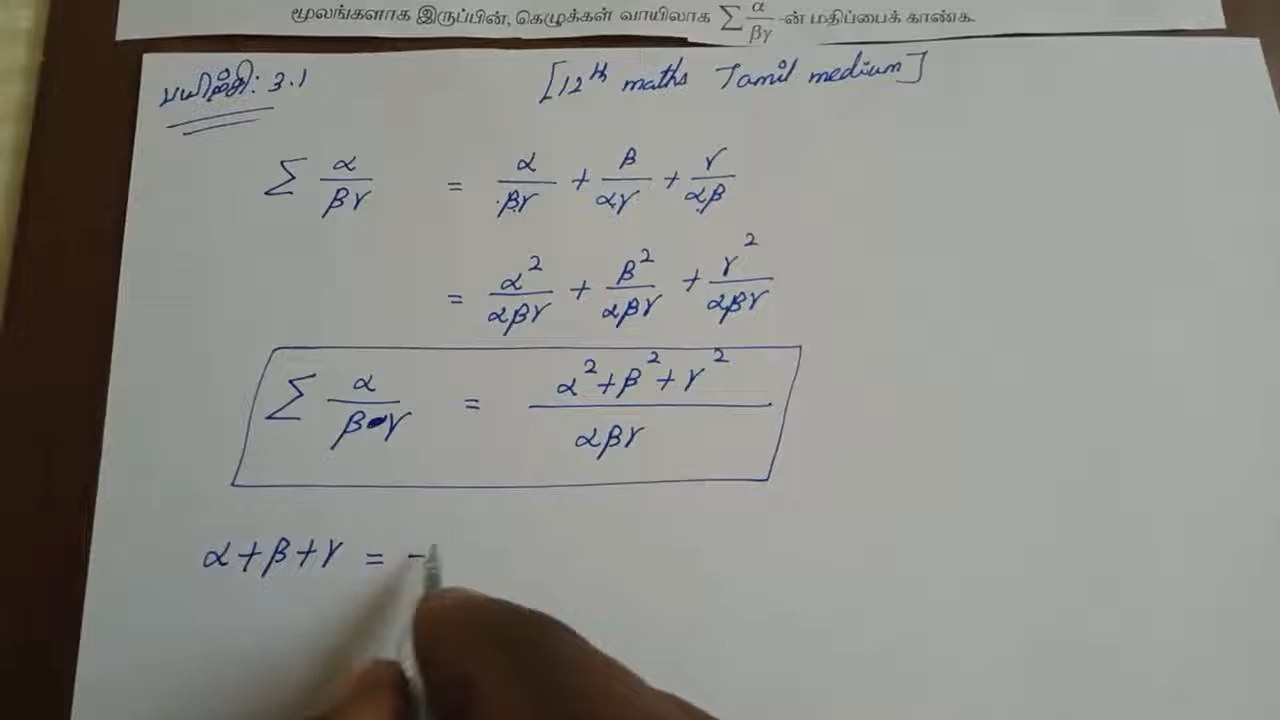 மூலங்களாக இருப்பின், கெழுக்கள் வாயிலாக ∑ α/βγ -ன் மதிப்பைக் காண்க.
பயிற்சி: 3.1 [12th maths Tamil medium]
∑ α/βγ = α/βγ + β/αγ + γ/αβ
= α²/αβγ + β²/αβγ + γ²/αβγ
∑ α/βγ = α²+β²+γ²/αβγ
α+β+γ = -